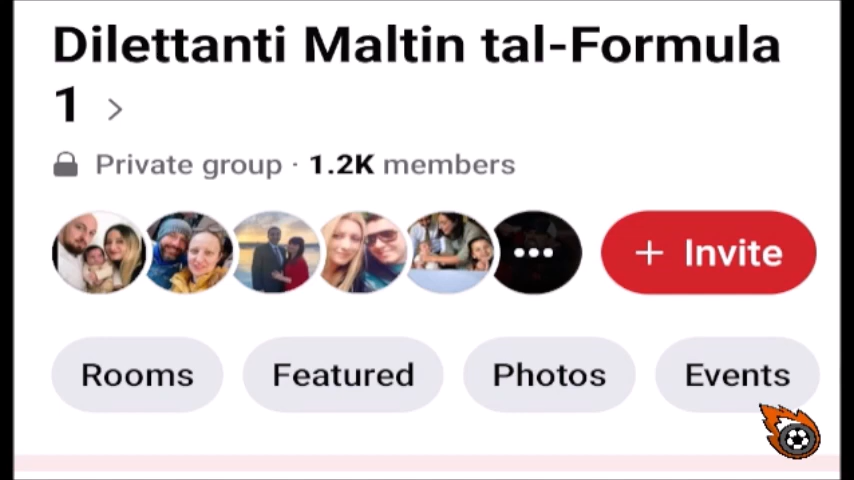 Dilettanti Maltin tal-Formula
1 >
Private group · 1.2K members
+ Invite
Rooms Featured Photos Events